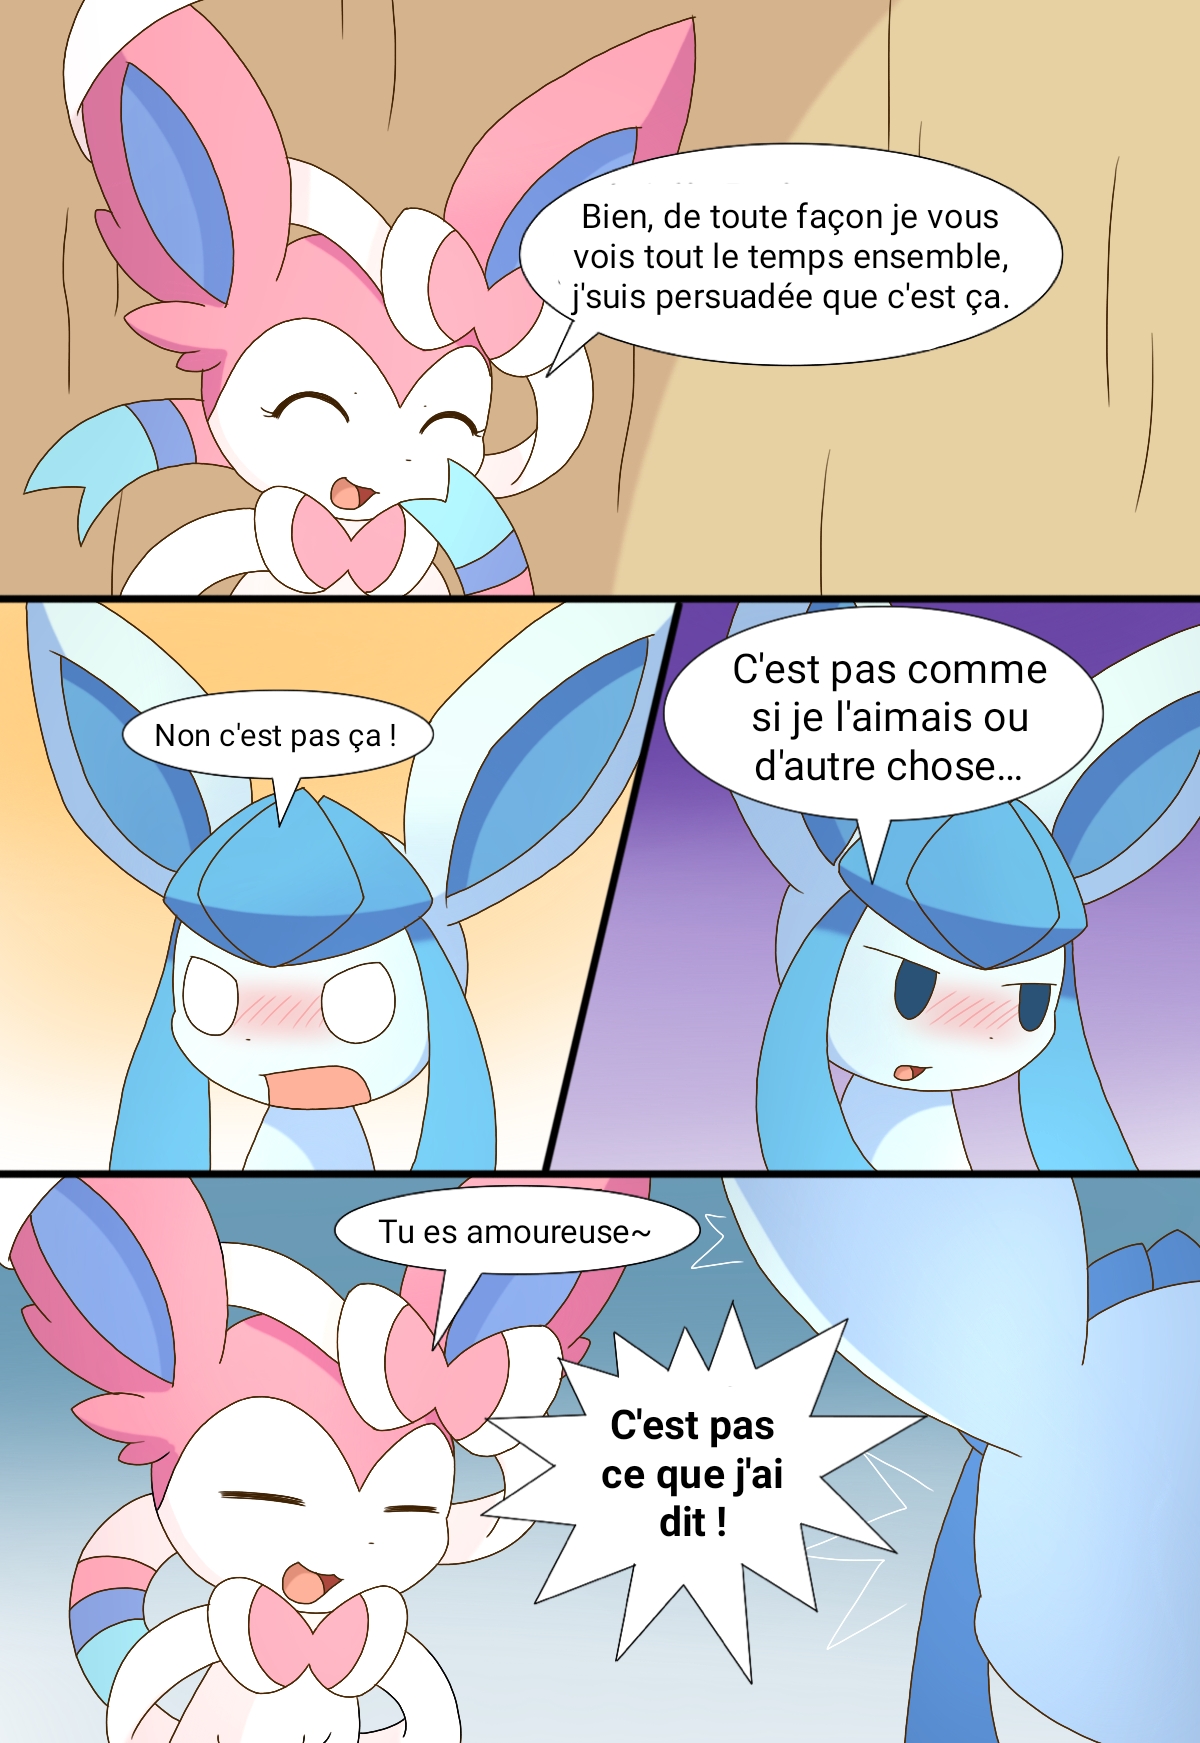 Bien, de toute façon je vous
vois tout le temps ensemble,
j'suis persuadée que c'est ça.
Non c'est pas ça !
C'est pas comme
si je l'aimais ou
d'autre chose...
Tu es amoureuse~
C'est pas
ce que j'ai
dit !